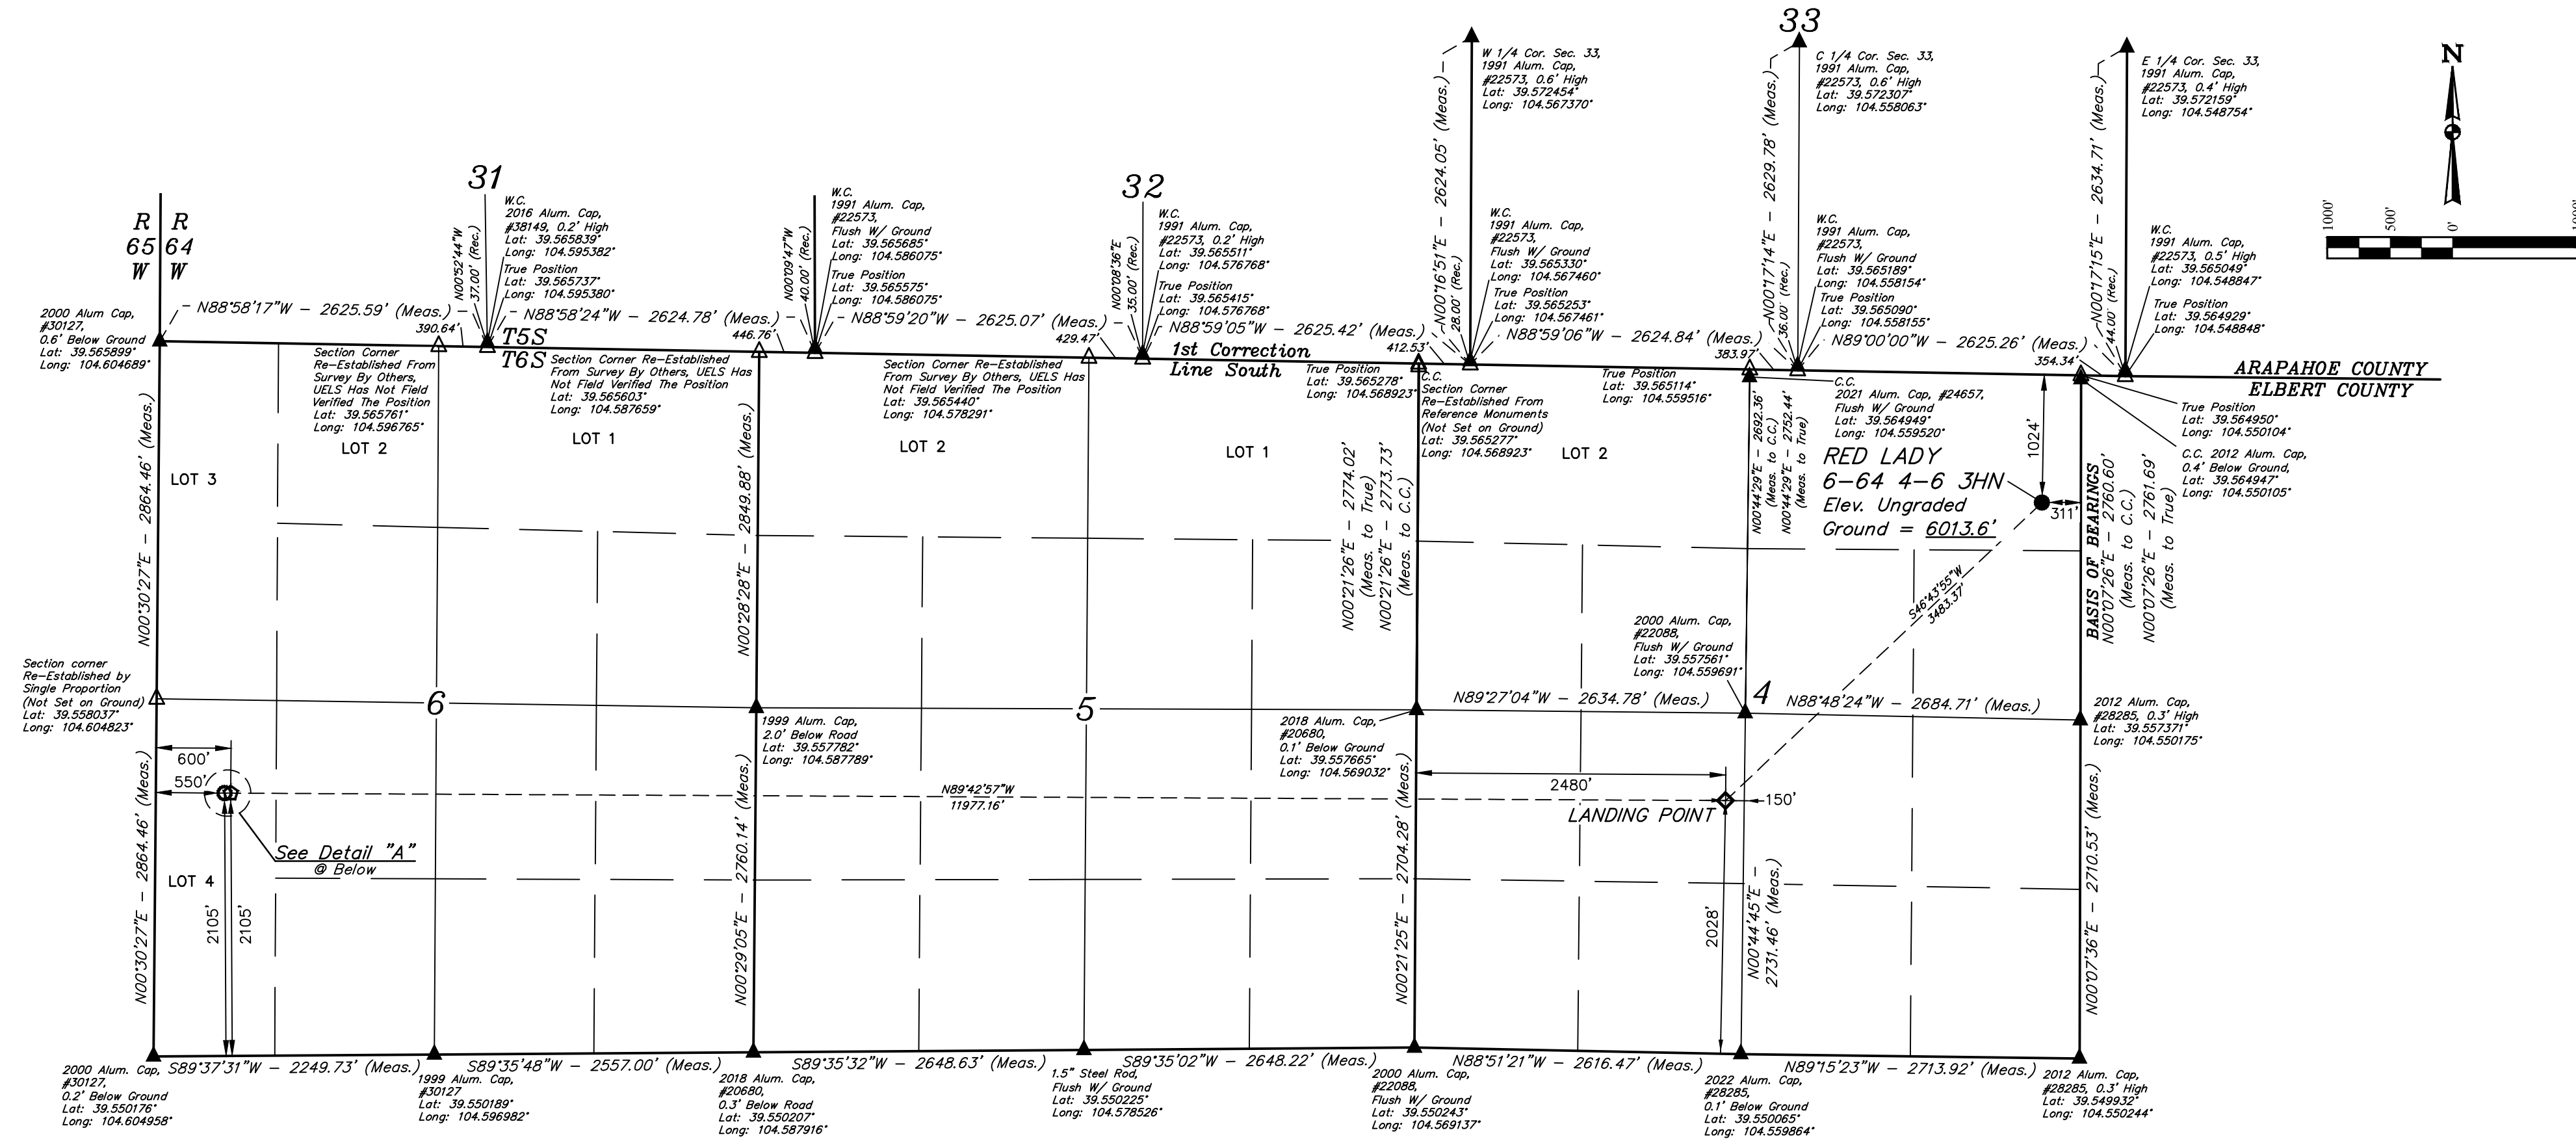 33
N
W 1/4 Cor. Sec. 33,
1991 Alum. Cap,
#22573, 0.6' High
Lat: 39.572454°
Long: 104.567370°
C 1/4 Cor. Sec. 33,
1991 Alum. Cap,
#22573, 0.6' High
Lat: 39.572307°
Long: 104.558063°
E 1/4 Cor. Sec. 33,
1991 Alum. Cap,
#22573, 0.4' High
Lat: 39.572159°
Long: 104.548754°
N00°16'51"E - 2624.05' (Meas.)
N00°17'14"E - 2629.78' (Meas.)
N00°17'15"E - 2634.71' (Meas.)
1000'
500'
0'
R R
65 64
W W
31
32
W.C.
2016 Alum. Cap,
#38149, 0.2' High
Lat: 39.565839°
Long: 104.595382°
True Position
Lat: 39.565737°
Long: 104.595380°
N00°52'44"W
37.00' (Rec.)
W.C.
1991 Alum. Cap,
#22573,
Flush W/ Ground
Lat: 39.565685°
Long: 104.586075°
True Position
Lat: 39.565575°
Long: 104.586075°
N00°09'47"W
40.00' (Rec.)
W.C.
1991 Alum. Cap,
#22573, 0.2' High
Lat: 39.565511°
Long: 104.576768°
True Position
Lat: 39.565415°
Long: 104.576768°
N00°08'36"E
35.00' (Rec.)
W.C.
1991 Alum. Cap,
#22573,
Flush W/ Ground
Lat: 39.565330°
Long: 104.567460°
True Position
Lat: 39.565253°
Long: 104.567461°
28.00' (Rec.)
W.C.
1991 Alum. Cap,
#22573,
Flush W/ Ground
Lat: 39.565189°
Long: 104.558154°
True Position
Lat: 39.565090°
Long: 104.558155°
36.00' (Rec.)
W.C.
1991 Alum. Cap,
#22573, 0.5' High
Lat: 39.565049°
Long: 104.548847°
True Position
Lat: 39.564929°
Long: 104.548848°
44.00' (Rec.)
2000 Alum Cap,
#30127,
0.6' Below Ground
Lat: 39.565899°
Long: 104.604689°
N88°58'17"W - 2625.59' (Meas.)
N88°58'24"W - 2624.78' (Meas.)
N88°59'20"W - 2625.07' (Meas.)
N88°59'05"W - 2625.42' (Meas.)
N88°59'06"W - 2624.84' (Meas.)
N89°00'00"W - 2625.26' (Meas.)
390.64'
446.76'
429.47'
412.53'
383.97'
354.34'
T5S
T6S
1st Correction
Line South
ARAPAHOE COUNTY
ELBERT COUNTY
Section Corner
Re-Established From
Survey By Others,
UELS Has Not Field
Verified The Position
Lat: 39.565761°
Long: 104.596765°
Section Corner Re-Established
From Survey By Others, UELS Has
Not Field Verified The Position
Lat: 39.565603°
Long: 104.587659°
Section Corner Re-Established
From Survey By Others, UELS Has
Not Field Verified The Position
Lat: 39.565440°
Long: 104.578291°
True Position
Lat: 39.565278°
Long: 104.568923°
C.C.
Section Corner
Re-Established From
Reference Monuments
(Not Set on Ground)
Lat: 39.565277°
Long: 104.568923°
True Position
Lat: 39.565114°
Long: 104.559516°
C.C.
2021 Alum. Cap, #24657,
Flush W/ Ground
Lat: 39.564949°
Long: 104.559520°
True Position
Lat: 39.564950°
Long: 104.550104°
C.C. 2012 Alum. Cap,
0.4' Below Ground,
Lat: 39.564947°
Long: 104.550105°
LOT 3
LOT 2
LOT 1
LOT 2
LOT 1
LOT 2
RED LADY
6-64 4-6 3HN
Elev. Ungraded
Ground = 6013.6'
1024'
311'
N00°30'27"E - 2864.46' (Meas.)
N00°28'28"E - 2849.88' (Meas.)
N00°21'26"E - 2774.02'
(Meas. to True)
N00°21'26"E - 2773.73'
(Meas. to C.C.)
N00°44'29"E - 2692.36'
(Meas. to C.C.)
N00°44'29"E - 2752.44'
(Meas. to True)
BASIS OF BEARINGS
N00°07'26"E - 2760.60'
(Meas. to C.C.)
N00°07'26"E - 2761.69'
(Meas. to True)
S46°43'55"W
3483.37'
Section corner
Re-Established by
Single Proportion
(Not Set on Ground)
Lat: 39.558037°
Long: 104.604823°
6
5
4
1999 Alum. Cap,
2.0' Below Road
Lat: 39.557782°
Long: 104.587789°
2018 Alum. Cap,
#20680,
0.1' Below Ground
Lat: 39.557665°
Long: 104.569032°
2000 Alum. Cap,
#22088,
Flush W/ Ground
Lat: 39.557561°
Long: 104.559691°
N89°27'04"W - 2634.78' (Meas.)
N88°48'24"W - 2684.71' (Meas.)
2012 Alum. Cap,
#28285, 0.3' High
Lat: 39.557371°
Long: 104.550175°
600'
550'
N89°42'57"W
11977.16'
2480'
150'
LANDING POINT
See Detail "A"
@ Below
LOT 4
2105'
2105'
2028'
N00°30'27"E - 2864.46' (Meas.)
N00°29'05"E - 2760.14' (Meas.)
N00°21'25"E - 2704.28' (Meas.)
N00°44'45"E -
2731.46' (Meas.)
N00°07'36"E - 2710.53' (Meas.)
S89°37'31"W - 2249.73' (Meas.)
S89°35'48"W - 2557.00' (Meas.)
S89°35'32"W - 2648.63' (Meas.)
S89°35'02"W - 2648.22' (Meas.)
N88°51'21"W - 2616.47' (Meas.)
N89°15'23"W - 2713.92' (Meas.)
2000 Alum. Cap,
#30127,
0.2' Below Ground
Lat: 39.550176°
Long: 104.604958°
1999 Alum. Cap,
#30127
Lat: 39.550189°
Long: 104.596982°
2018 Alum. Cap,
#20680,
0.3' Below Road
Lat: 39.550207°
Long: 104.587916°
1.5" Steel Rod,
Flush W/ Ground
Lat: 39.550225°
Long: 104.578526°
2000 Alum. Cap,
#22088,
Flush W/ Ground
Lat: 39.550243°
Long: 104.569137°
2022 Alum. Cap,
#28285,
0.1' Below Ground
Lat: 39.550065°
Long: 104.559864°
2012 Alum. Cap,
#28285, 0.3' High
Lat: 39.549932°
Long: 104.550244°